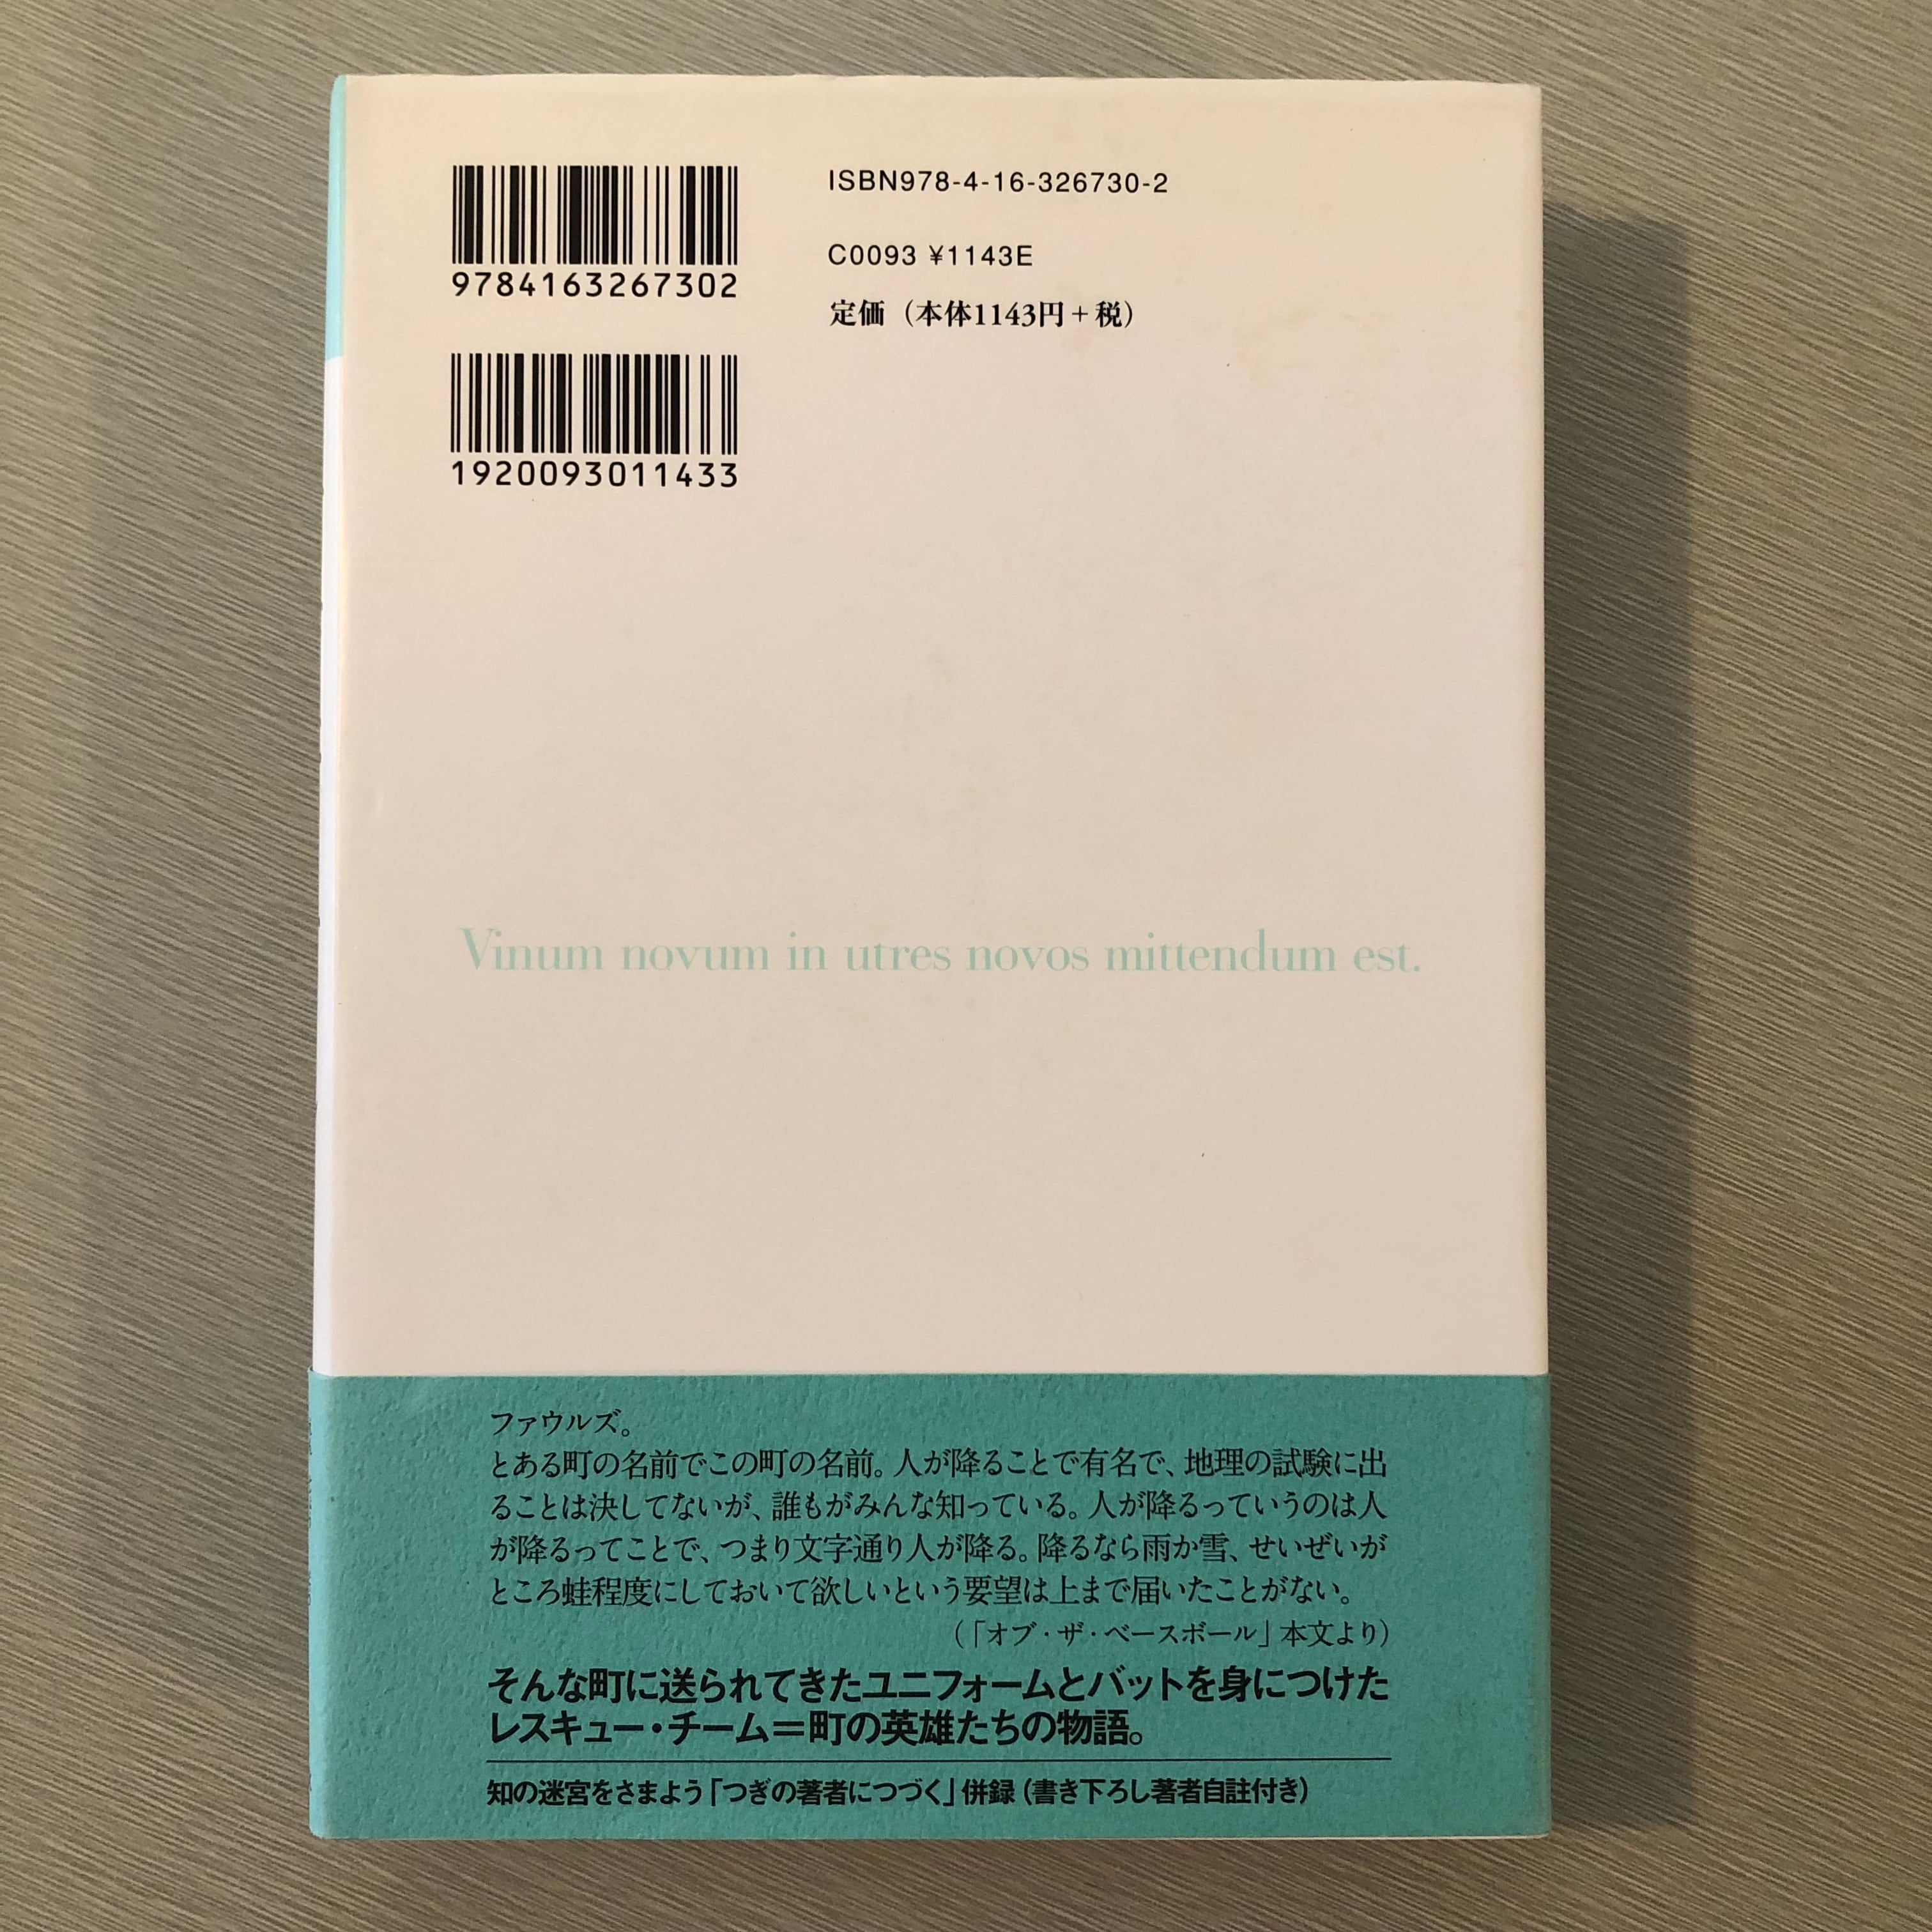 9784163267302
ISBN978-4-16-326730-2
C0093 ¥1143E
定価（本体1143円＋税）
1920093011433
Vinum novum in utres novos mittendum est.
ファウルズ。
とある町の名前でこの町の名前。人が降ることで有名で、地理の試験に出
ることは決してないが、誰もがみんな知っている。人が降るっていうのは人
が降るってことで、つまり文字通り人が降る。降るなら雨か雪、せいぜいが
ところ蛙程度にしておいて欲しいという要望は上まで届いたことがない。
（「オブ・ザ・ベースボール」本文より）
そんな町に送られてきたユニフォームとバットを身につけた
レスキュー・チーム＝町の英雄たちの物語。
知の迷宮をさまよう「つぎの著者につづく」併録（書き下ろし著者自註付き）